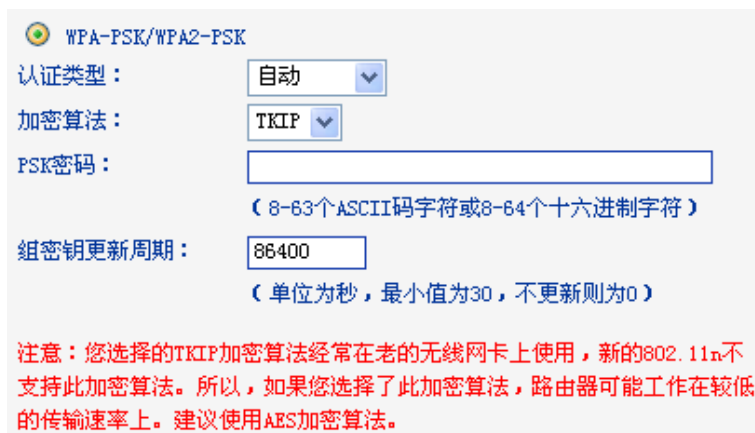 WPA-PSK/WPA2-PSK
认证类型： 自动
加密算法： TKIP
PSK密码：
（8-63个ASCII码字符或8-64个十六进制字符）
组密钥更新周期： 86400
（单位为秒，最小值为30，不更新则为0）
注意：您选择的TKIP加密算法经常在老的无线网卡上使用，新的802.11n不
支持此加密算法。所以，如果您选择了此加密算法，路由器可能工作在较低
的传输速率上。建议使用AES加密算法。